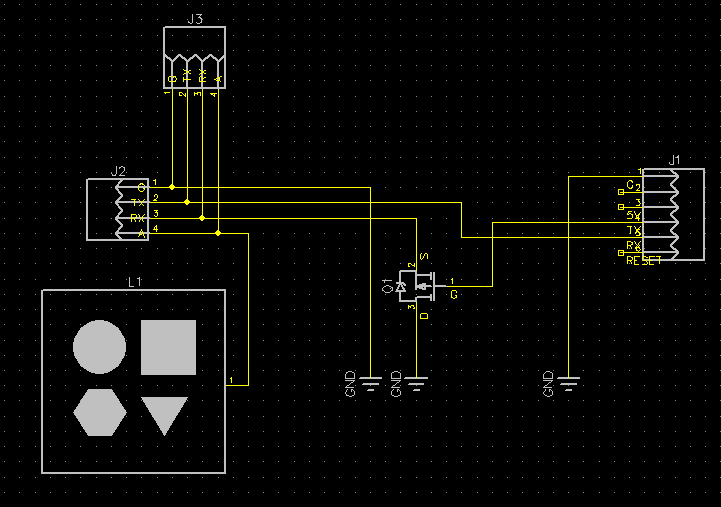 J3
G TX RX A
1 2 3 4
J1
J2
1
G 1
G 2
TX 2
3
RX 3
5V 4
A 4
TX 5
RX 6
RESET
S
2
L1
Q1
1
G
3
D
1
GND
GND
GND